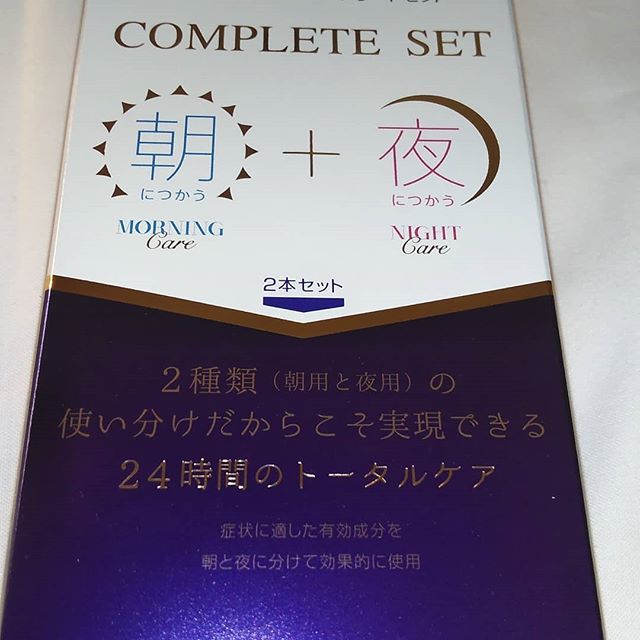 COMPLETE SET
朝
につかう
MORNING
Care
+
夜
につかう
NIGHT
Care
2本セット
2種類(朝用と夜用)の
使い分けだからこそ実現できる
24時間のトータルケア
症状に適した有効成分を
朝と夜に分けて効果的に使用